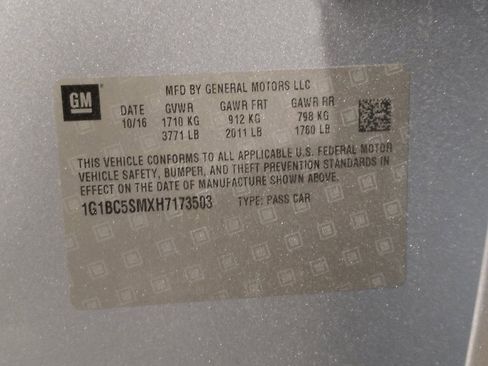 GM
MFD BY GENERAL MOTORS LLC
DATE GVWR GAWR FRT GAWR RR
10/16 1710 KG 912 KG 798 KG
3771 LB 2011 LB 1760 LB
THIS VEHICLE CONFORMS TO ALL APPLICABLE U.S. FEDERAL MOTOR
VEHICLE SAFETY, BUMPER, AND THEFT PREVENTION STANDARDS IN
EFFECT ON THE DATE OF MANUFACTURE SHOWN ABOVE.
1G1BC5SMXH7173503 TYPE: PASS CAR